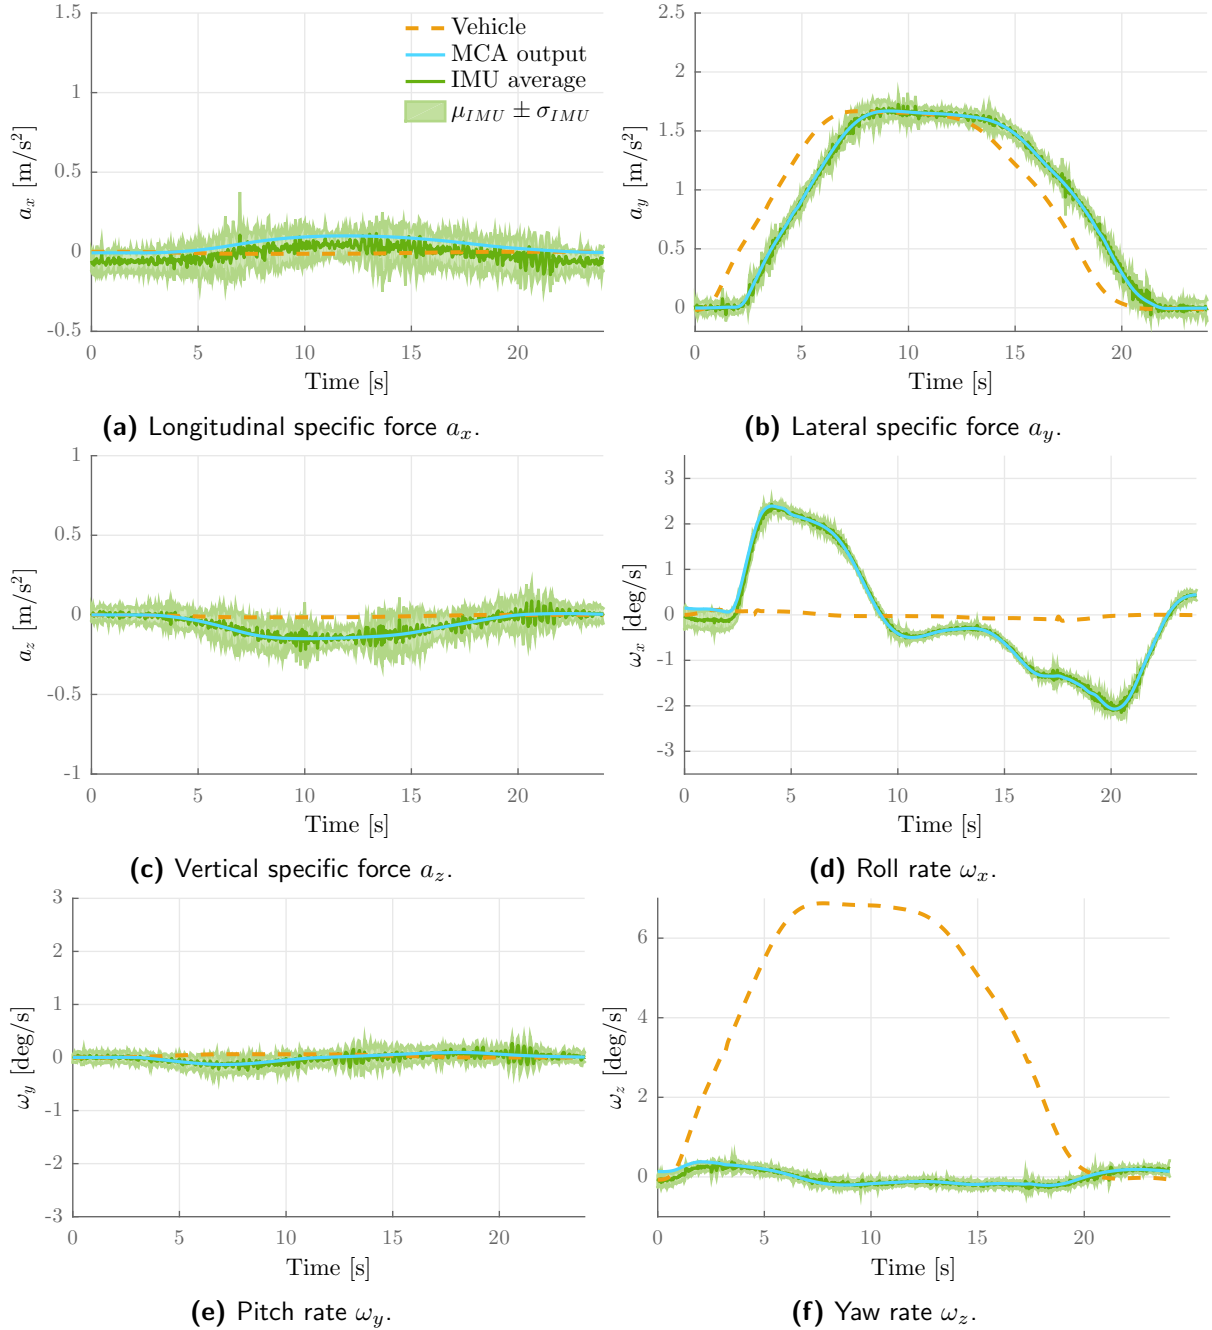 1.5
1
0.5
0
-0.5
a_x [m/s²]
Vehicle
MCA output
IMU average
μ_IMU ± σ_IMU
0 5 10 15 20
Time [s]
(a) Longitudinal specific force a_x.
2.5
2
1.5
1
0.5
0
a_y [m/s²]
0 5 10 15 20
Time [s]
(b) Lateral specific force a_y.
1
0.5
0
-0.5
-1
a_z [m/s²]
0 5 10 15 20
Time [s]
(c) Vertical specific force a_z.
3
2
1
0
-1
-2
-3
ω_x [deg/s]
0 5 10 15 20
Time [s]
(d) Roll rate ω_x.
3
2
1
0
-1
-2
-3
ω_y [deg/s]
0 5 10 15 20
Time [s]
(e) Pitch rate ω_y.
6
4
2
0
ω_z [deg/s]
0 5 10 15 20
Time [s]
(f) Yaw rate ω_z.